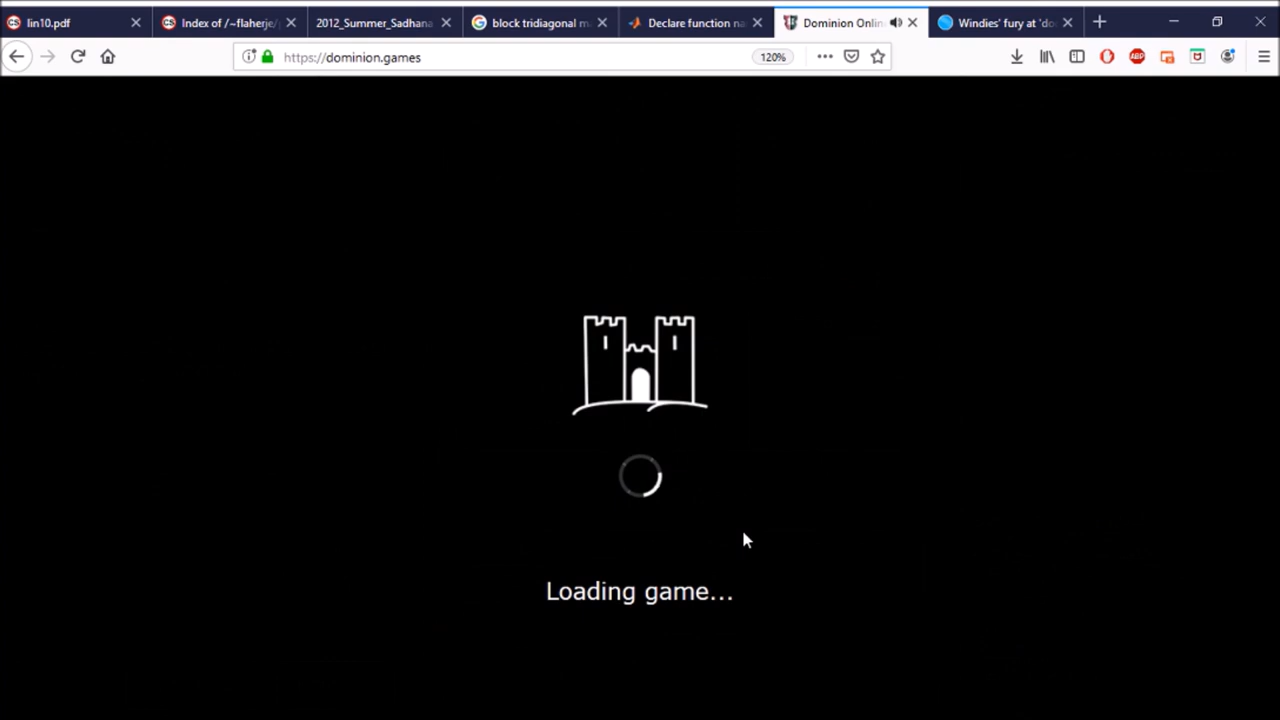 lin10.pdf
Index of /~flaherje/
2012_Summer_Sadhana
block tridiagonal m
Declare function na
Dominion Onlin
Windies' fury at 'do
https://dominion.games
120%
ABP
Loading game...